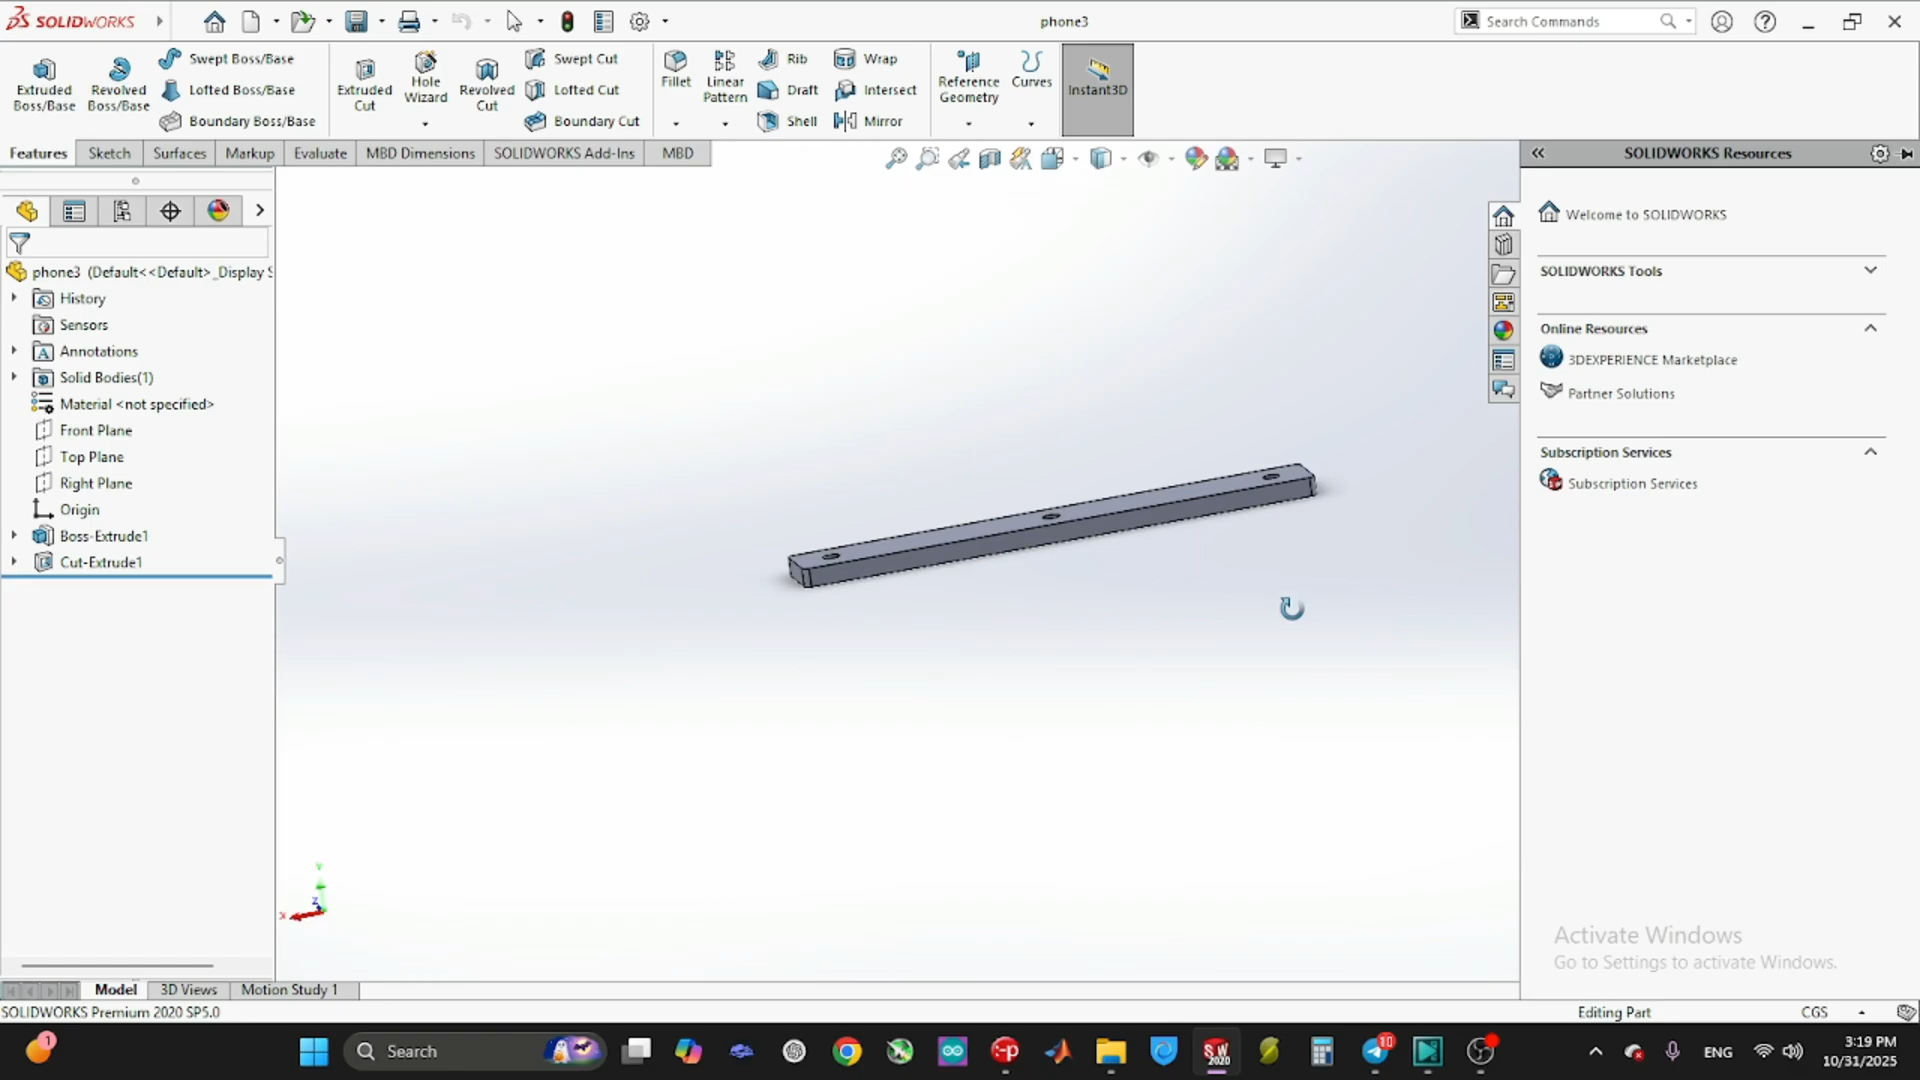 SOLIDWORKS
phone3
Search Commands
Extruded Boss/Base
Revolved Boss/Base
Swept Boss/Base
Lofted Boss/Base
Boundary Boss/Base
Extruded Cut
Hole Wizard
Revolved Cut
Swept Cut
Lofted Cut
Boundary Cut
Fillet
Linear Pattern
Rib
Draft
Shell
Wrap
Intersect
Mirror
Reference Geometry
Curves
Instant3D
Features
Sketch
Surfaces
Markup
Evaluate
MBD Dimensions
SOLIDWORKS Add-Ins
MBD
SOLIDWORKS Resources
phone3 (Default<<Default>_Display S
History
Sensors
Annotations
Solid Bodies(1)
Material <not specified>
Front Plane
Top Plane
Right Plane
Origin
Boss-Extrude1
Cut-Extrude1
Welcome to SOLIDWORKS
SOLIDWORKS Tools
Online Resources
3DEXPERIENCE Marketplace
Partner Solutions
Subscription Services
Subscription Services
Y
Z
X
Activate Windows
Go to Settings to activate Windows.
Model
3D Views
Motion Study 1
SOLIDWORKS Premium 2020 SP5.0
Editing Part
CGS
1
Search
SW
2020
10
ENG
3:19 PM
10/31/2025